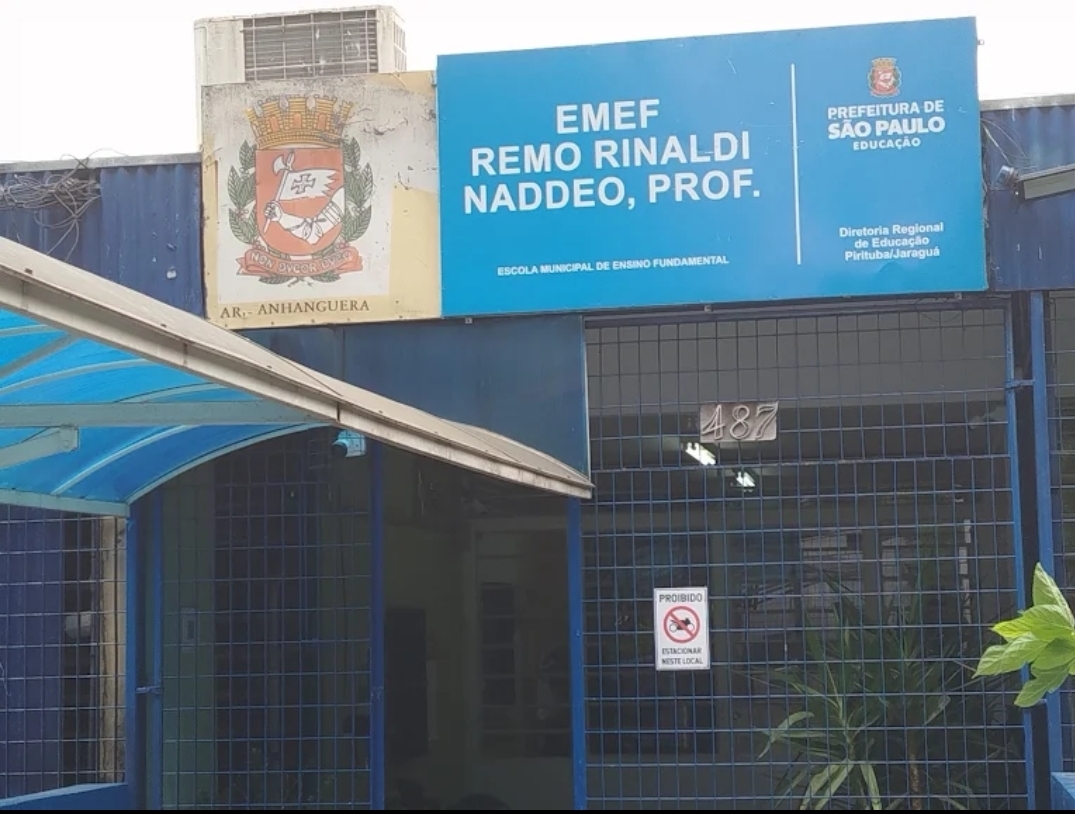 NON DVCOR DVCO
AR.- ANHANGUERA
EMEF
REMO RINALDI
NADDEO, PROF.
ESCOLA MUNICIPAL DE ENSINO FUNDAMENTAL
PREFEITURA DE
SÃO PAULO
EDUCAÇÃO
Diretoria Regional
de Educação
Pirituba/Jaraguá
487
PROIBIDO
ESTACIONAR
NESTE LOCAL